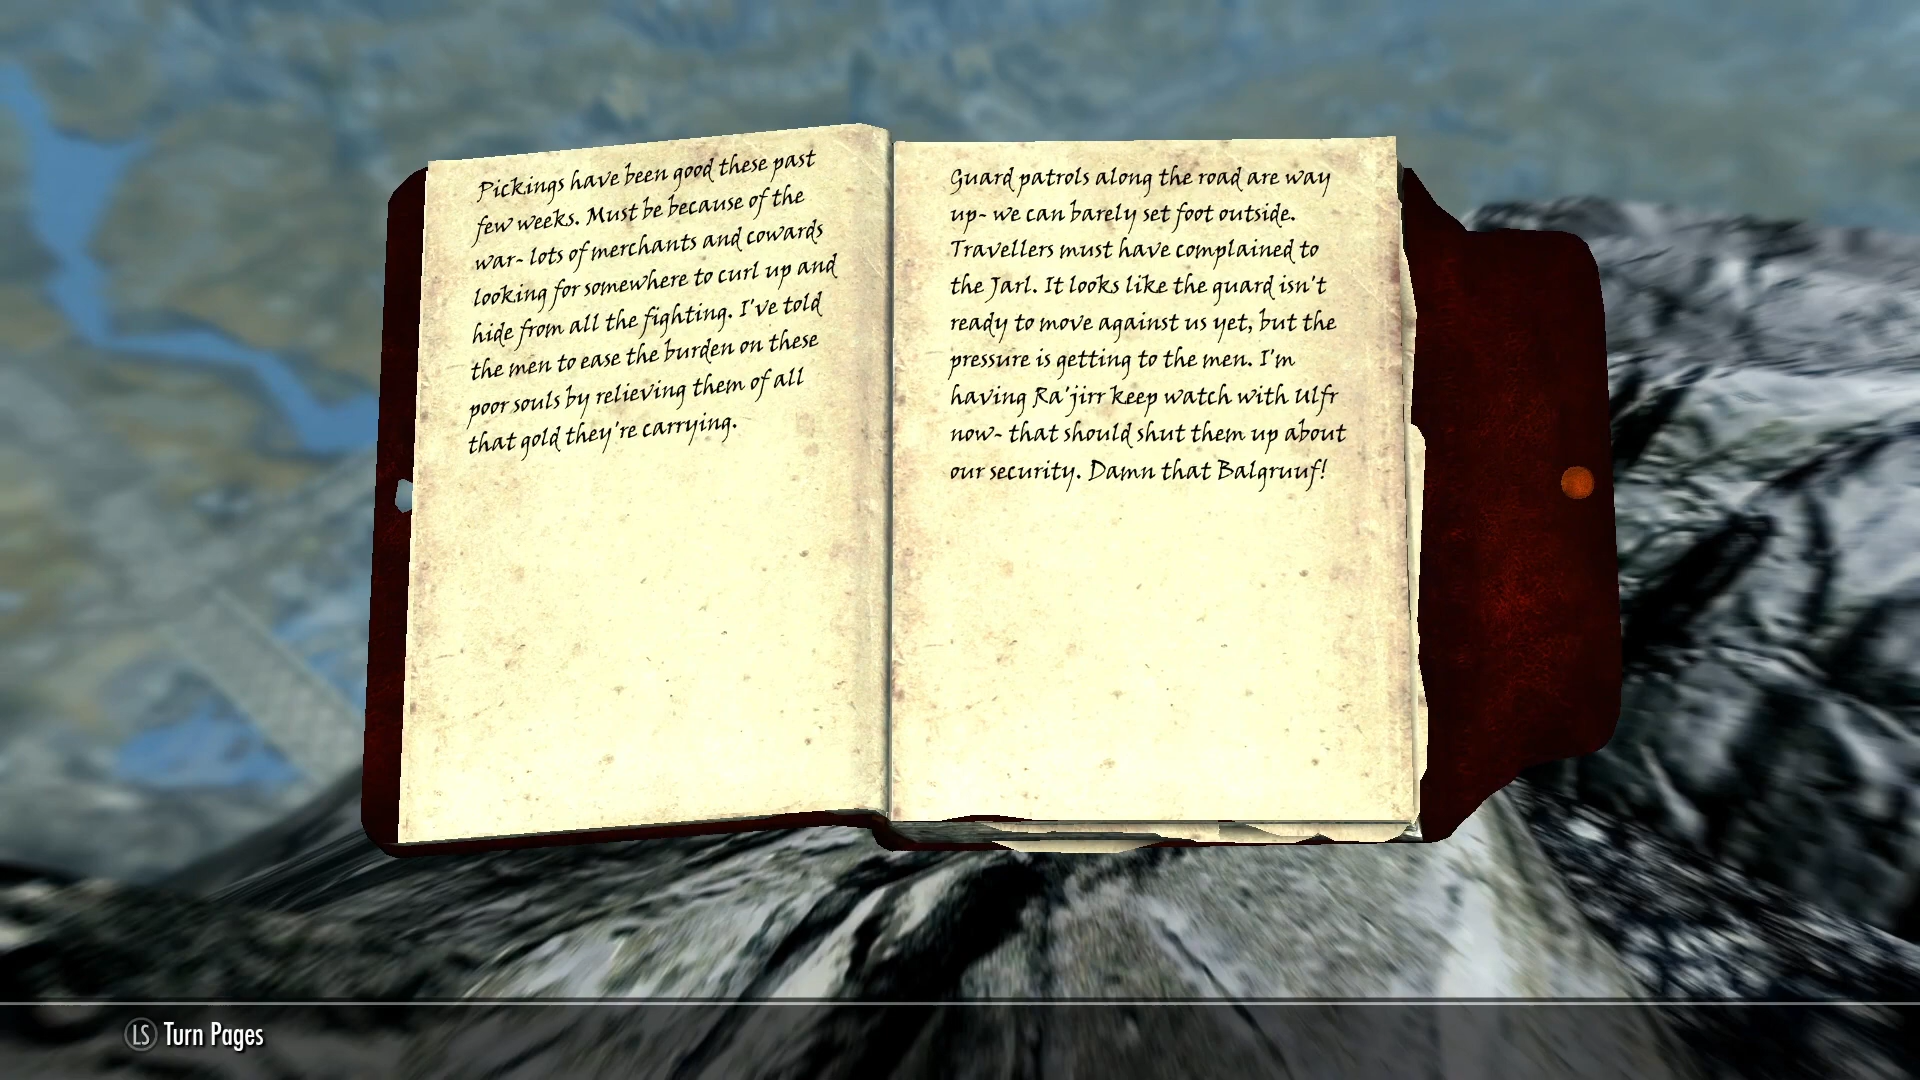 Pickings have been good these past
few weeks. Must be because of the
war- lots of merchants and cowards
looking for somewhere to curl up and
hide from all the fighting. I've told
the men to ease the burden on these
poor souls by relieving them of all
that gold they're carrying.
Guard patrols along the road are way
up- we can barely set foot outside.
Travellers must have complained to
the Jarl. It looks like the guard isn't
ready to move against us yet, but the
pressure is getting to the men. I'm
having Ra'jirr keep watch with Ulfr
now- that should shut them up about
our security. Damn that Balgruuf!
LS Turn Pages